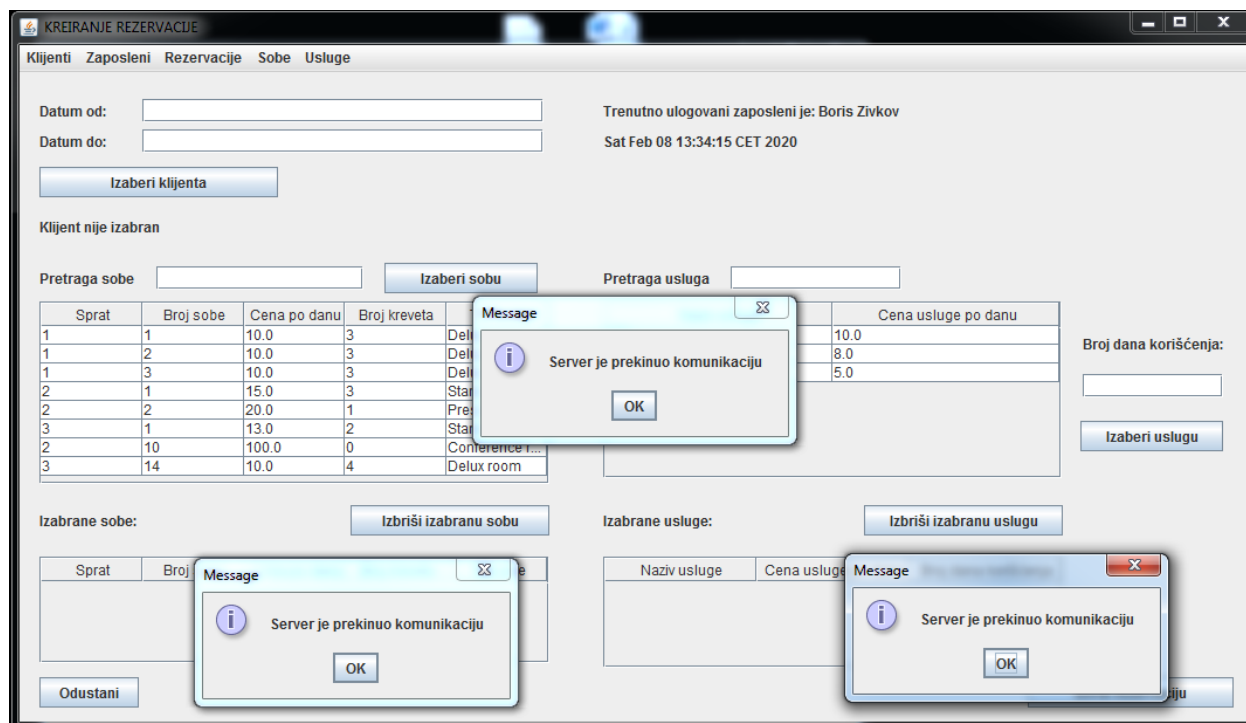 KREIRANJE REZERVACIJE
Klijenti Zaposleni Rezervacije Sobe Usluge
Datum od: Trenutno ulogovani zaposleni je: Boris Zivkov
Datum do: Sat Feb 08 13:34:15 CET 2020
Izaberi klijenta
Klijent nije izabran
Pretraga sobe Izaberi sobu Pretraga usluga
Sprat Broj sobe Cena po danu Broj kreveta Cena usluge po danu
1 1 10.0 3 10.0
1 2 10.0 3 8.0
1 3 10.0 3 5.0
2 1 15.0 3
2 2 20.0 1
3 1 13.0 2
2 10 100.0 0 Conference r...
3 14 10.0 4 Delux room
Broj dana korišćenja:
Izaberi uslugu
Message
Server je prekinuo komunikaciju
OK
Izabrane sobe: Izbriši izabranu sobu Izabrane usluge: Izbriši izabranu uslugu
Sprat Broj Naziv usluge Cena usluge
Message
Server je prekinuo komunikaciju
OK
Message
Server je prekinuo komunikaciju
OK
Odustani